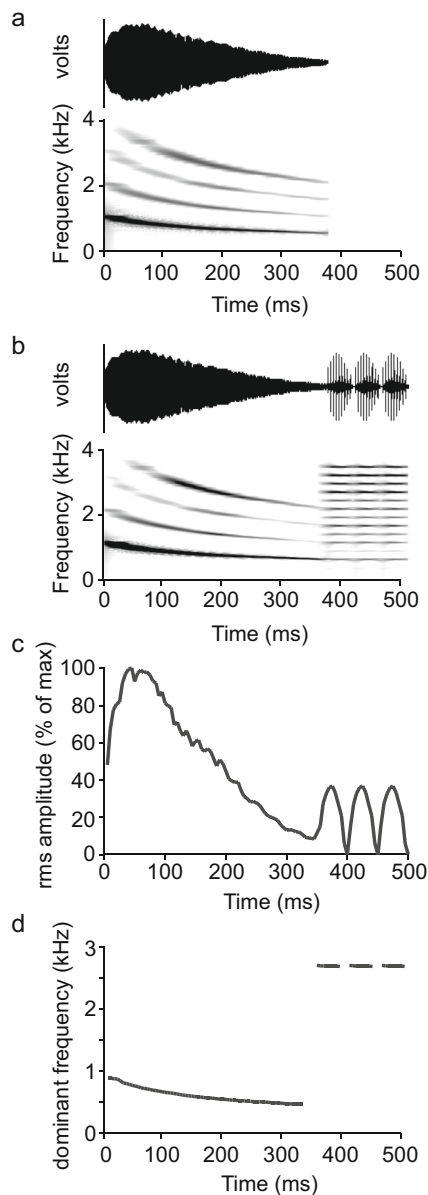 a
volts
Frequency (kHz)
4
2
0
0 100 200 300 400 500
Time (ms)
b
volts
Frequency (kHz)
4
2
0
0 100 200 300 400 500
Time (ms)
c
rms amplitude (% of max)
100
80
60
40
20
0
0 100 200 300 400 500
Time (ms)
d
dominant frequency (kHz)
3
2
1
0
0 100 200 300 400 500
Time (ms)